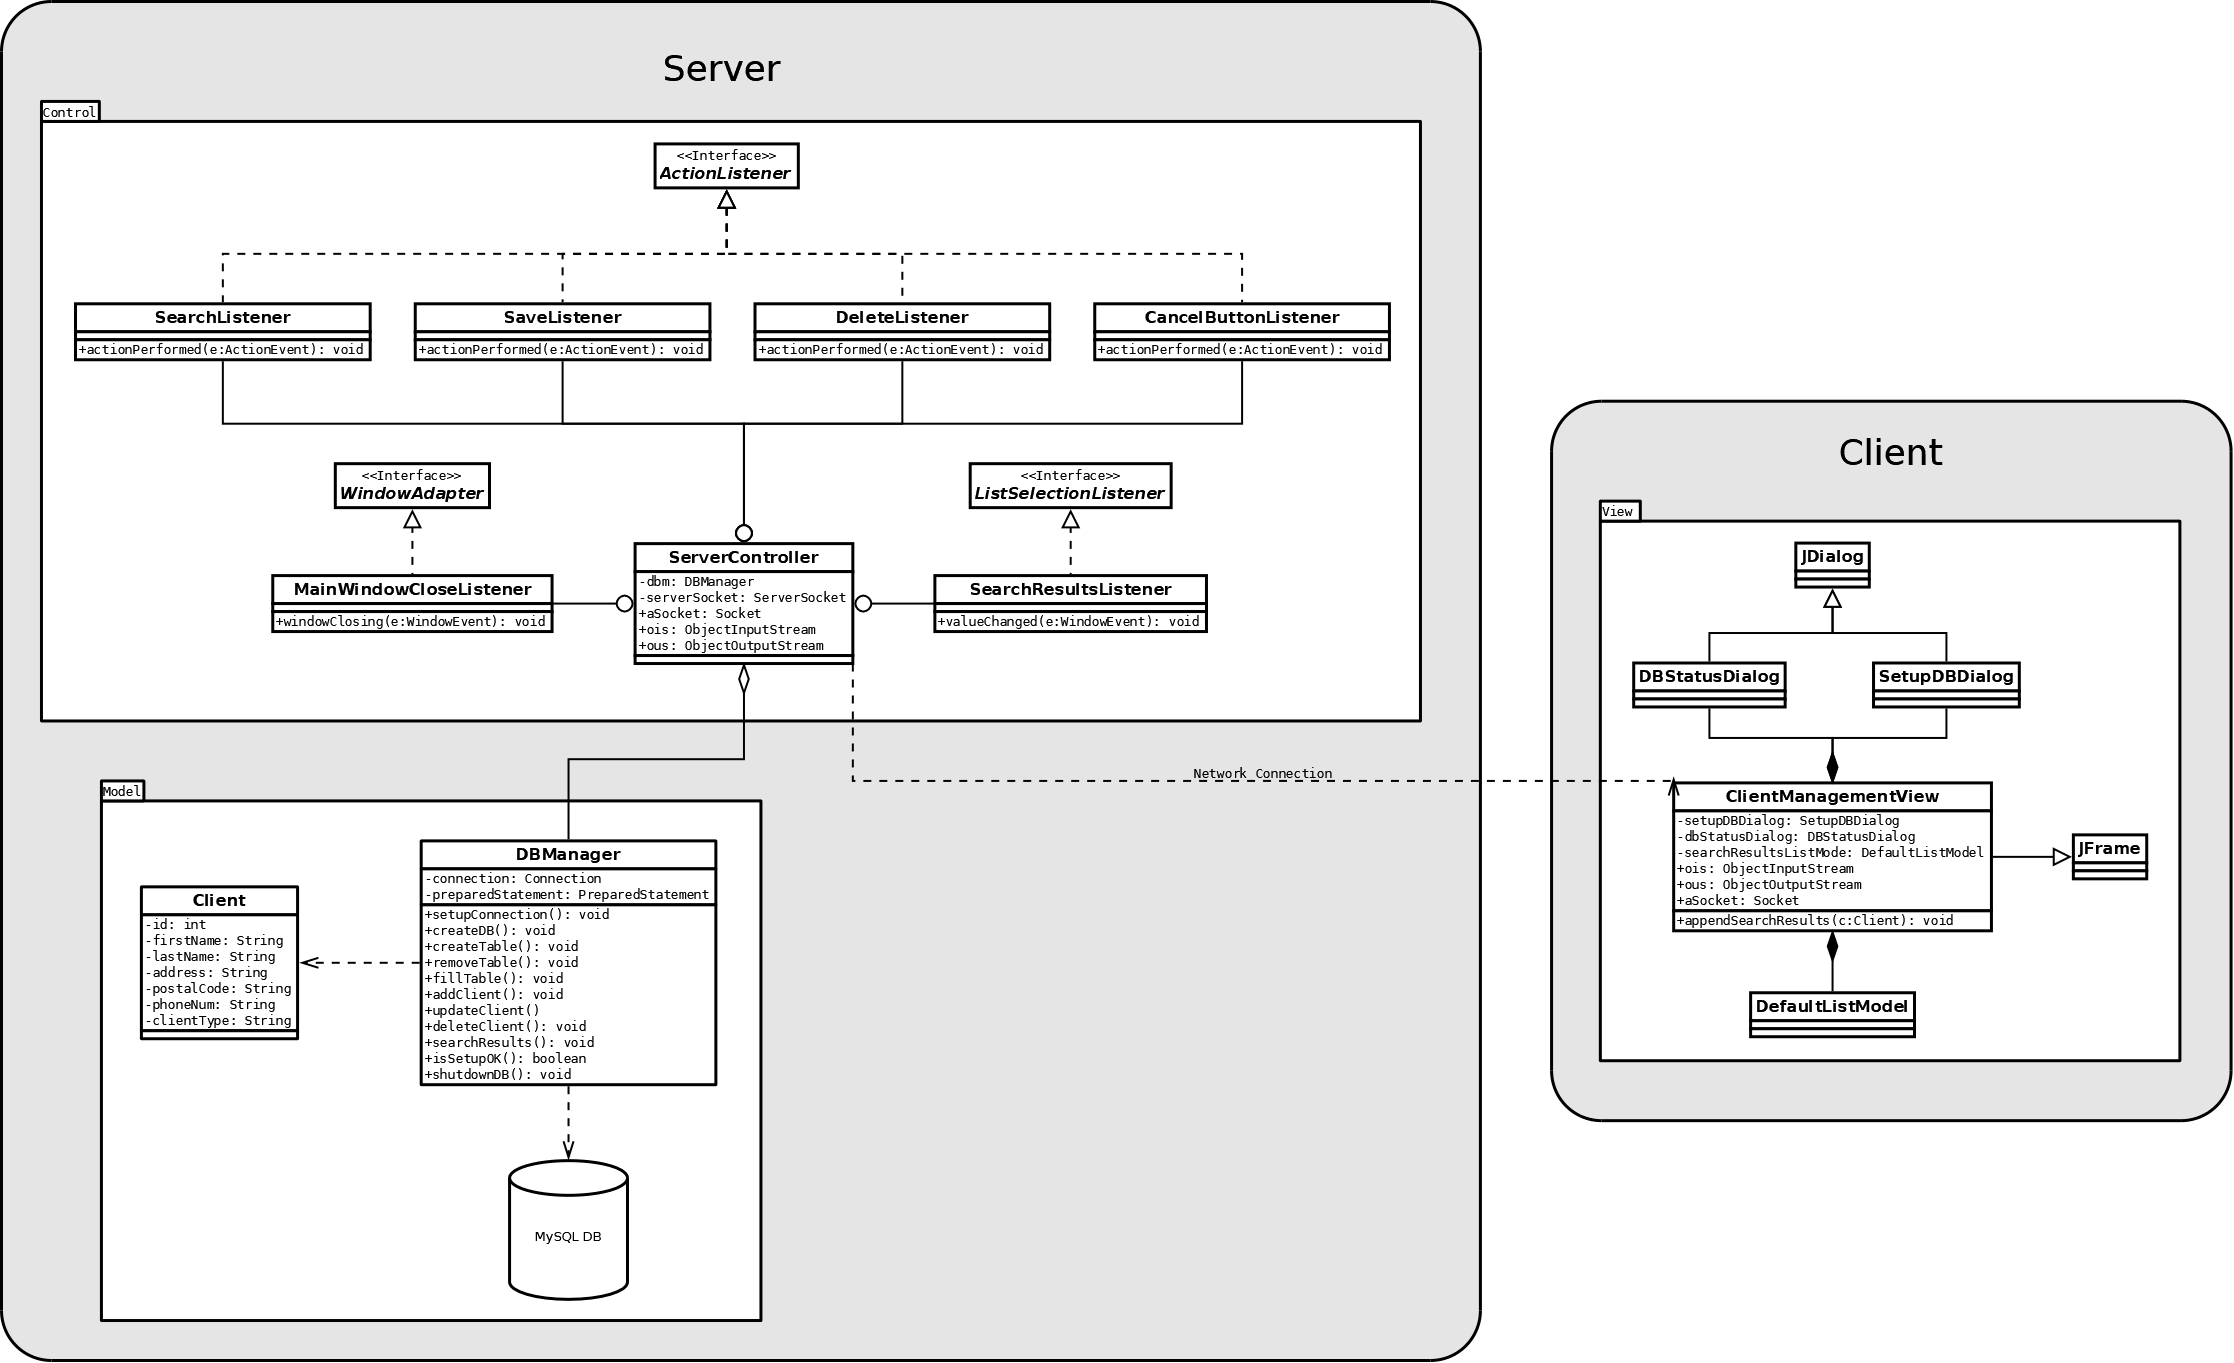 Server
Control
<<Interface>>
ActionListener
SearchListener
+actionPerformed(e:ActionEvent): void
SaveListener
+actionPerformed(e:ActionEvent): void
DeleteListener
+actionPerformed(e:ActionEvent): void
CancelButtonListener
+actionPerformed(e:ActionEvent): void
<<Interface>>
WindowAdapter
<<Interface>>
ListSelectionListener
MainWindowCloseListener
+windowClosing(e:WindowEvent): void
ServerController
-dbm: DBManager
-serverSocket: ServerSocket
+aSocket: Socket
+ois: ObjectInputStream
+ous: ObjectOutputStream
SearchResultsListener
+valueChanged(e:WindowEvent): void
Network Connection
Model
Client
-id: int
-firstName: String
-lastName: String
-address: String
-postalCode: String
-phoneNum: String
-clientType: String
DBManager
-connection: Connection
-preparedStatement: PreparedStatement
+setupConnection(): void
+createDB(): void
+createTable(): void
+removeTable(): void
+fillTable(): void
+addClient(): void
+updateClient()
+deleteClient(): void
+searchResults(): void
+isSetupOK(): boolean
+shutdownDB(): void
MySQL DB
Client
View
JDialog
DBStatusDialog
SetupDBDialog
ClientManagementView
-setupDBDialog: SetupDBDialog
-dbStatusDialog: DBStatusDialog
-searchResultsListMode: DefaultListModel
+ois: ObjectInputStream
+ous: ObjectOutputStream
+aSocket: Socket
+appendSearchResults(c:Client): void
JFrame
DefaultListModel